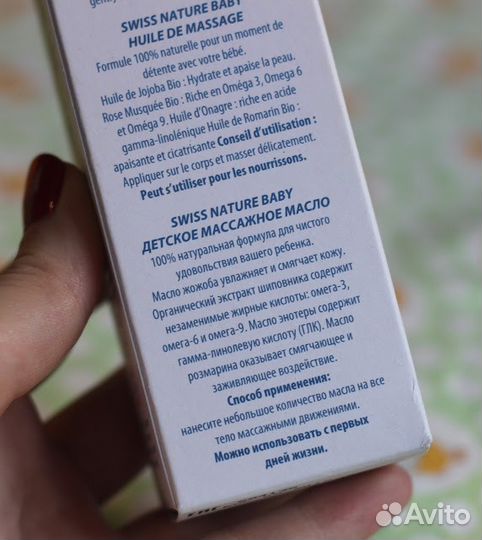 SWISS NATURE BABY
HUILE DE MASSAGE
Formule 100% naturelle pour un moment de
détente avec votre bébé.
Huile de Jojoba Bio : Hydrate et apaise la peau.
Rose Musquée Bio : Riche en Oméga 3, Omega 6
et Oméga 9. Huile d'Onagre : riche en acide
gamma-linolénique Huile de Romarin Bio :
apaisante et cicatrisante Conseil d'utilisation :
Appliquer sur le corps et masser délicatement.
Peut s'utiliser pour les nourrissons.
SWISS NATURE BABY
ДЕТСКОЕ МАССАЖНОЕ МАСЛО
100% натуральная формула для чистого
удовольствия вашего ребенка.
Масло жожоба увлажняет и смягчает кожу.
Органический экстракт шиповника содержит
незаменимые жирные кислоты: омега-3,
омега-6 и омега-9. Масло энотеры содержит
гамма-линолевую кислоту (ГЛК). Масло
розмарина оказывает смягчающее и
заживляющее воздействие.
Способ применения:
нанесите небольшое количество масла на все
тело массажными движениями.
Можно использовать с первых
дней жизни.
Avito